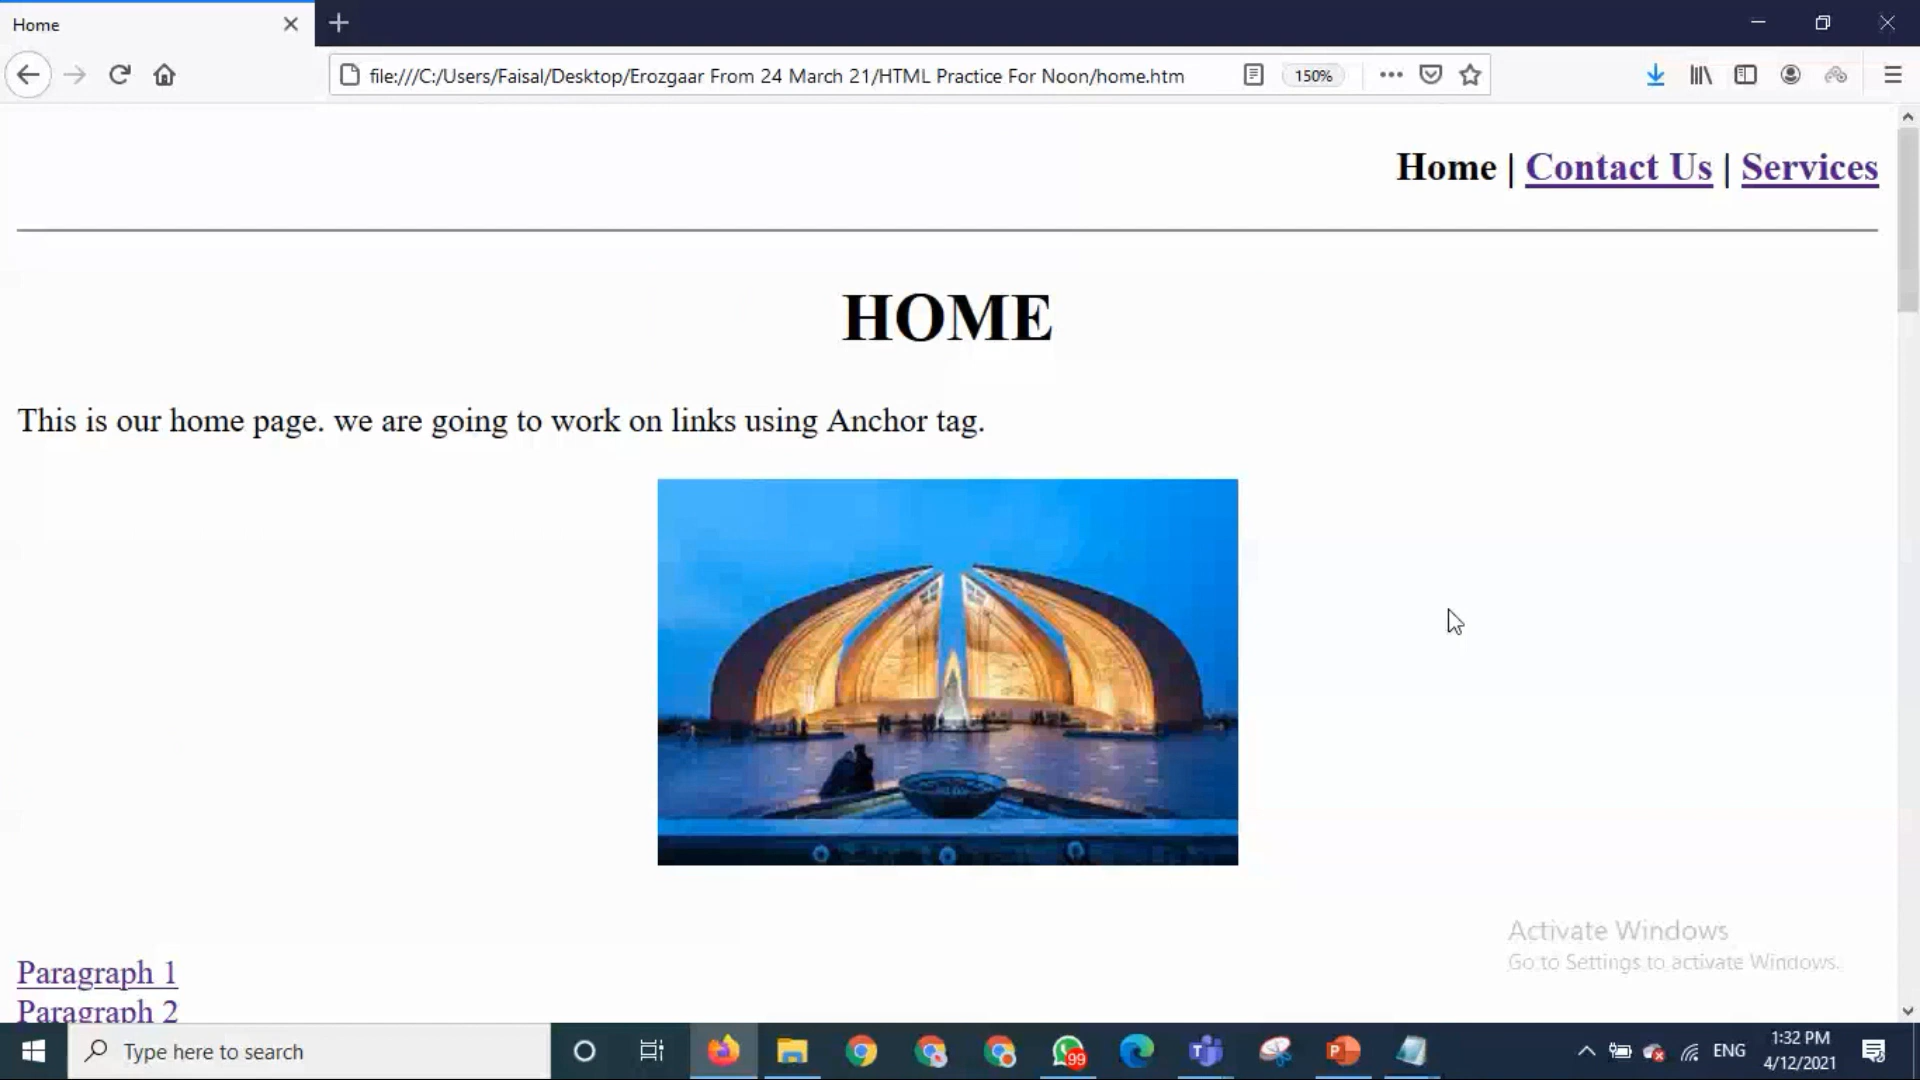 Home
file:///C:/Users/Faisal/Desktop/Erozgaar From 24 March 21/HTML Practice For Noon/home.htm
150%
Home | Contact Us | Services
HOME
This is our home page. we are going to work on links using Anchor tag.
Activate Windows
Go to Settings to activate Windows.
Paragraph 1
Paragraph 2
Type here to search
99
ENG
1:32 PM
4/12/2021